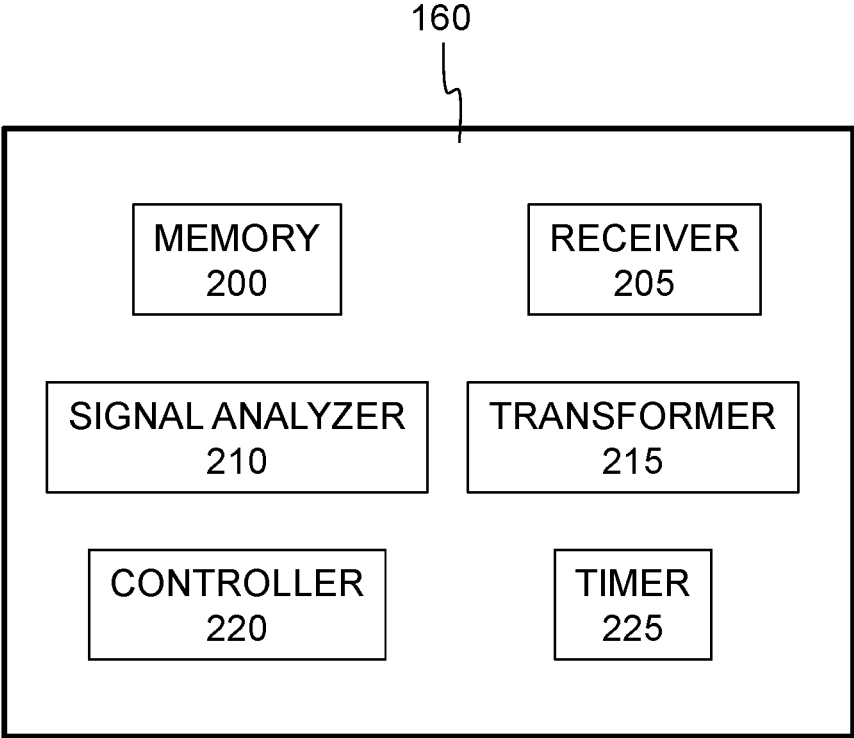 160
MEMORY
200
RECEIVER
205
SIGNAL ANALYZER
210
TRANSFORMER
215
CONTROLLER
220
TIMER
225